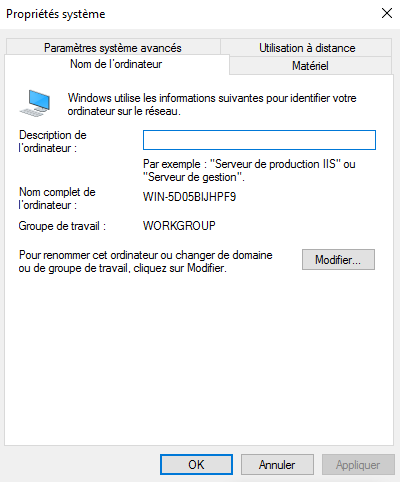 Propriétés système
Paramètres système avancés
Utilisation à distance
Nom de l'ordinateur
Matériel
Windows utilise les informations suivantes pour identifier votre
ordinateur sur le réseau.
Description de
l'ordinateur :
Par exemple : "Serveur de production IIS" ou
"Serveur de gestion".
Nom complet de
l'ordinateur :
WIN-5D05BIJHPF9
Groupe de travail :
WORKGROUP
Pour renommer cet ordinateur ou changer de domaine
ou de groupe de travail, cliquez sur Modifier.
Modifier...
OK
Annuler
Appliquer